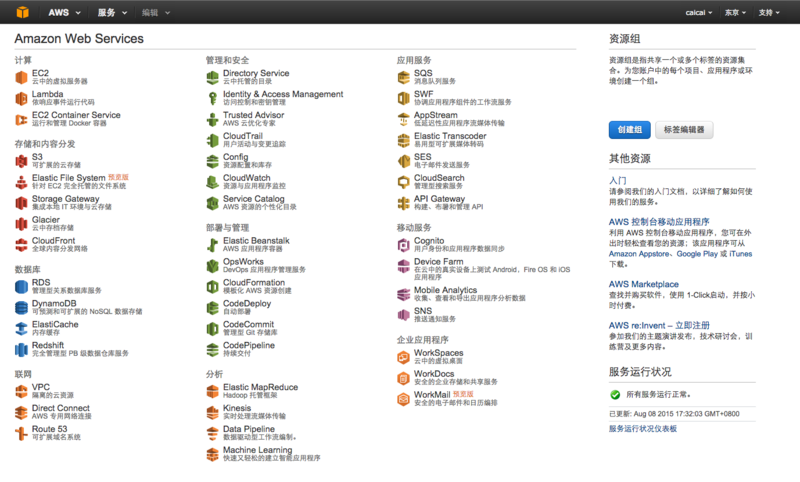 AWS 服务 编辑 caicai 东京 支持
Amazon Web Services
计算
EC2
云中的虚拟服务器
Lambda
依响应事件运行代码
EC2 Container Service
运行和管理 Docker 容器
存储和内容分发
S3
可扩展的云存储
Elastic File System 预览版
针对 EC2 完全托管的文件系统
Storage Gateway
集成本地 IT 环境与云存储
Glacier
云中存档存储
CloudFront
全球内容分发网络
数据库
RDS
管理型关系数据库服务
DynamoDB
可预测和可扩展的 NoSQL 数据存储
ElastiCache
内存缓存
Redshift
完全管理型 PB 级数据仓库服务
联网
VPC
隔离的云资源
Direct Connect
AWS 专用网络连接
Route 53
可扩展域名系统
管理和安全
Directory Service
云中托管的目录
Identity & Access Management
访问控制和密钥管理
Trusted Advisor
AWS 云优化专家
CloudTrail
用户活动与变更追踪
Config
资源配置和库存
CloudWatch
资源与应用程序监控
Service Catalog
AWS 资源的个性化目录
部署与管理
Elastic Beanstalk
AWS 应用程序容器
OpsWorks
DevOps 应用程序管理服务
CloudFormation
模板化 AWS 资源创建
CodeDeploy
自动部署
CodeCommit
管理型 Git 存储库
CodePipeline
持续交付
分析
Elastic MapReduce
Hadoop 托管框架
Kinesis
实时处理流媒体传输
Data Pipeline
数据驱动型工作流编制。
Machine Learning
快速又轻松的建立智能应用程序
应用服务
SQS
消息队列服务
SWF
协调应用程序组件的工作流服务
AppStream
低延迟性应用程序流媒体传输
Elastic Transcoder
易用型可扩展媒体转码
SES
电子邮件发送服务
CloudSearch
管理型搜索服务
API Gateway
构建、布署和管理 API
移动服务
Cognito
用户身份和应用程序数据同步
Device Farm
在云中的真实设备上测试 Android，Fire OS 和 iOS
应用程序
Mobile Analytics
收集、查看和导出应用程序分析数据
SNS
推送通知服务
企业应用程序
WorkSpaces
云中的虚拟桌面
WorkDocs
安全的企业存储和共享服务
WorkMail 预览版
安全的电子邮件和日历编排
资源组
资源组是指共享一个或多个标签的资源集
合。为您账户中的每个项目、应用程序或环
境创建一个组。
创建组 标签编辑器
其他资源
入门
请参阅我们的入门文档，以详细了解如何使
用我们的服务。
AWS 控制台移动应用程序
利用 AWS 控制台移动应用程序，您可在外
出时轻松查看您的资源；该应用程序可从
Amazon Appstore、Google Play 或 iTunes
下载。
AWS Marketplace
查找并购买软件，使用 1-Click启动，并按小
时付费。
AWS re:Invent – 立即注册
参加我们的主题演讲发布，技术研讨会，训
练营及更多内容。
服务运行状况
所有服务运行正常。
已更新: Aug 08 2015 17:32:03 GMT+0800
服务运行状况仪表板